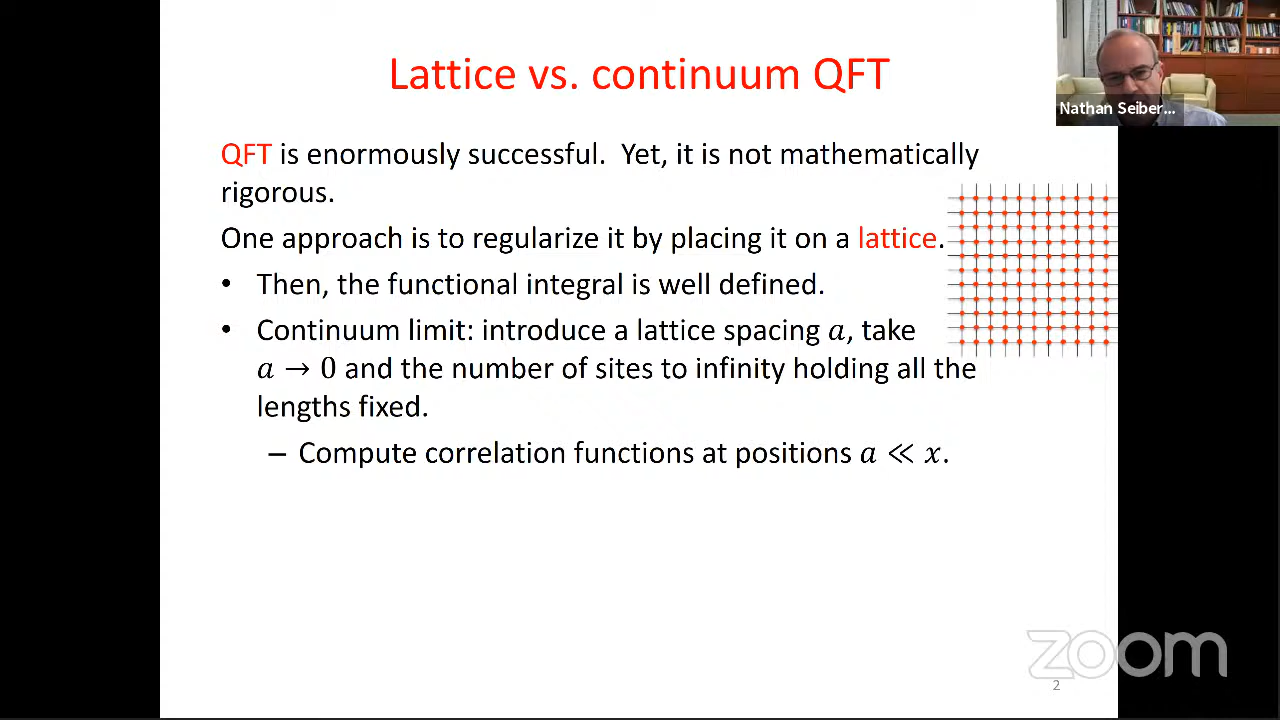 Lattice vs. continuum QFT
Nathan Seiber...
QFT is enormously successful. Yet, it is not mathematically
rigorous.
One approach is to regularize it by placing it on a lattice.
• Then, the functional integral is well defined.
• Continuum limit: introduce a lattice spacing a, take
a → 0 and the number of sites to infinity holding all the
lengths fixed.
– Compute correlation functions at positions a ≪ x.
zoom
2